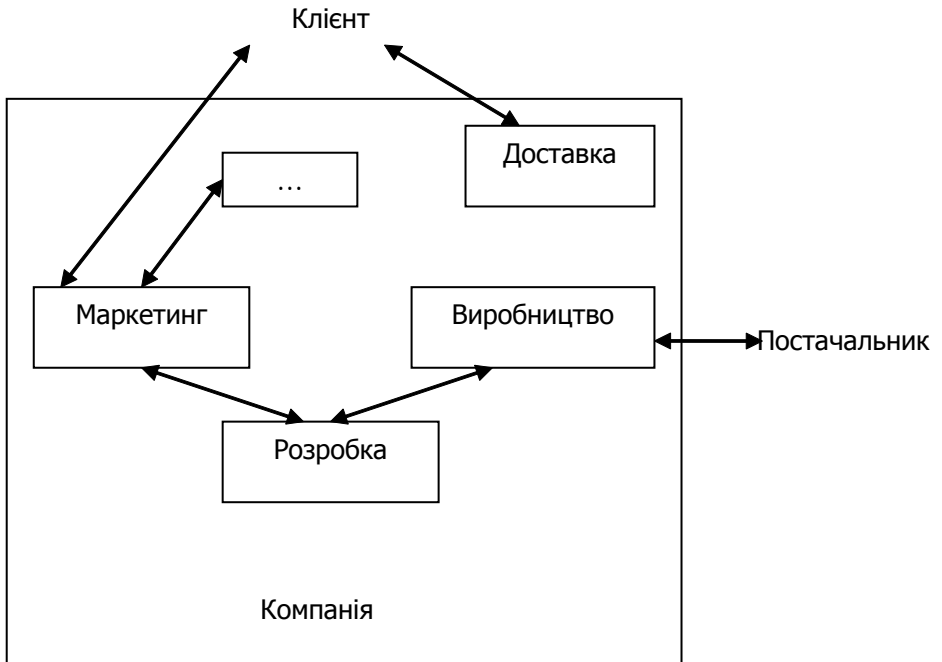 Клієнт
Доставка
...
Маркетинг
Виробництво
Постачальник
Розробка
Компанія